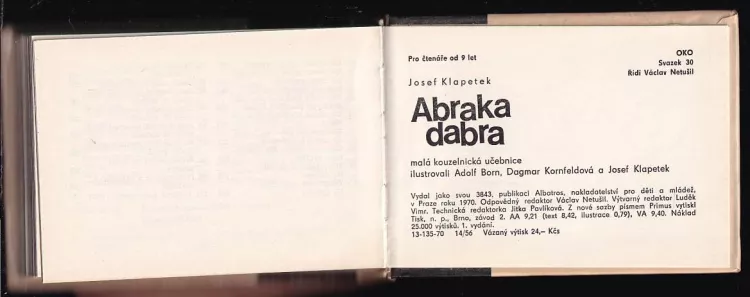 Pro čtenáře od 9 let
OKO
Svazek 30
Řídí Václav Netušil
Josef Klapetek
Abraka
dabra
malá kouzelnická učebnice
ilustrovali Adolf Born, Dagmar Kornfeldová a Josef Klapetek
Vydal jako svou 3843. publikaci Albatros, nakladatelství pro děti a mládež,
v Praze roku 1970. Odpovědný redaktor Václav Netušil. Výtvarný redaktor Luděk
Vimr. Technická redaktorka Jitka Pavlíková. Z nové sazby písmem Primus vytiskl
Tisk, n. p., Brno, závod 2. AA 9,21 (text 8,42, ilustrace 0,79), VA 9,40. Náklad
25.000 výtisků. 1. vydání.
13-135-70 14/56 Vázaný výtisk 24,– Kčs